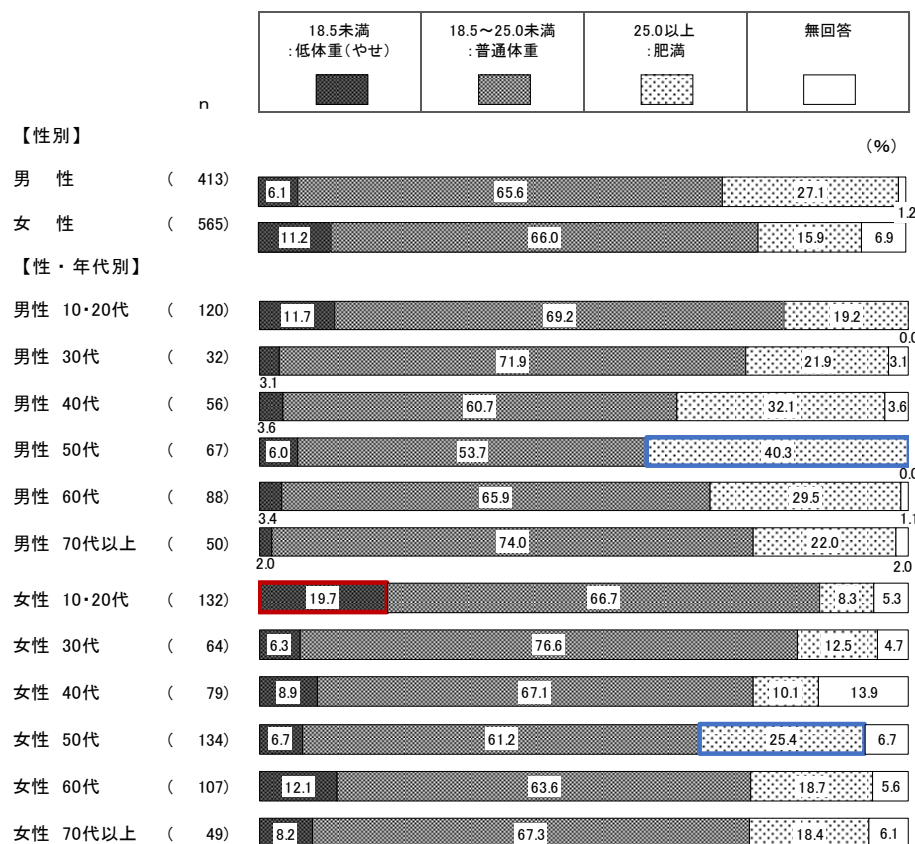 18.5未満 18.5～25.0未満 25.0以上 無回答
:低体重(やせ) :普通体重 :肥満
n
【性別】
(%)
男 性 ( 413) 6.1 65.6 27.1 1.2
女 性 ( 565) 11.2 66.0 15.9 6.9
【性・年代別】
男性 10・20代 ( 120) 11.7 69.2 19.2 0.0
男性 30代 ( 32) 3.1 71.9 21.9 3.1
男性 40代 ( 56) 3.6 60.7 32.1 3.6
男性 50代 ( 67) 6.0 53.7 40.3 0.0
男性 60代 ( 88) 3.4 65.9 29.5 1.1
男性 70代以上 ( 50) 2.0 74.0 22.0 2.0
女性 10・20代 ( 132) 19.7 66.7 8.3 5.3
女性 30代 ( 64) 6.3 76.6 12.5 4.7
女性 40代 ( 79) 8.9 67.1 10.1 13.9
女性 50代 ( 134) 6.7 61.2 25.4 6.7
女性 60代 ( 107) 12.1 63.6 18.7 5.6
女性 70代以上 ( 49) 8.2 67.3 18.4 6.1